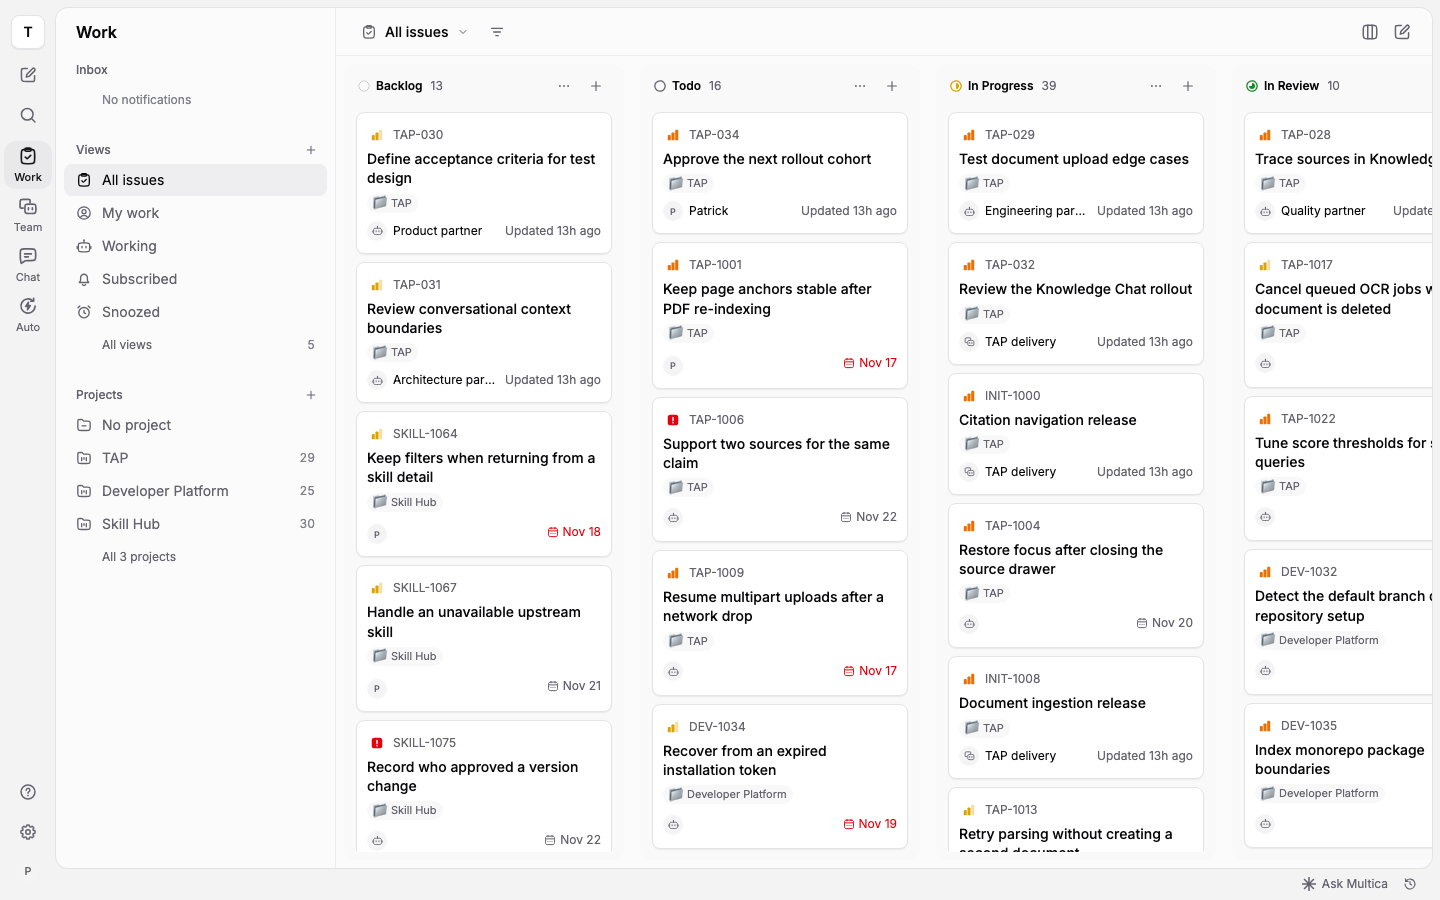 T
Work
Team
Chat
Auto
P
Work
Inbox
No notifications
Views
All issues
My work
Working
Subscribed
Snoozed
All views 5
Projects
No project
TAP 29
Developer Platform 25
Skill Hub 30
All 3 projects
All issues
Backlog 13
TAP-030
Define acceptance criteria for test
design
TAP
Product partner Updated 13h ago
TAP-031
Review conversational context
boundaries
TAP
Architecture par... Updated 13h ago
SKILL-1064
Keep filters when returning from a
skill detail
Skill Hub
P Nov 18
SKILL-1067
Handle an unavailable upstream
skill
Skill Hub
P Nov 21
SKILL-1075
Record who approved a version
change
Skill Hub
Nov 22
Todo 16
TAP-034
Approve the next rollout cohort
TAP
P Patrick Updated 13h ago
TAP-1001
Keep page anchors stable after
PDF re-indexing
TAP
P Nov 17
TAP-1006
Support two sources for the same
claim
TAP
Nov 22
TAP-1009
Resume multipart uploads after a
network drop
TAP
Nov 17
DEV-1034
Recover from an expired
installation token
Developer Platform
Nov 19
In Progress 39
TAP-029
Test document upload edge cases
TAP
Engineering par... Updated 13h ago
TAP-032
Review the Knowledge Chat rollout
TAP
TAP delivery Updated 13h ago
INIT-1000
Citation navigation release
TAP
TAP delivery Updated 13h ago
TAP-1004
Restore focus after closing the
source drawer
TAP
Nov 20
INIT-1008
Document ingestion release
TAP
TAP delivery Updated 13h ago
TAP-1013
Retry parsing without creating a
second document
In Review 10
TAP-028
Trace sources in Knowledg
TAP
Quality partner Update
TAP-1017
Cancel queued OCR jobs w
document is deleted
TAP
TAP-1022
Tune score thresholds for s
queries
TAP
DEV-1032
Detect the default branch d
repository setup
Developer Platform
DEV-1035
Index monorepo package
boundaries
Developer Platform
Ask Multica